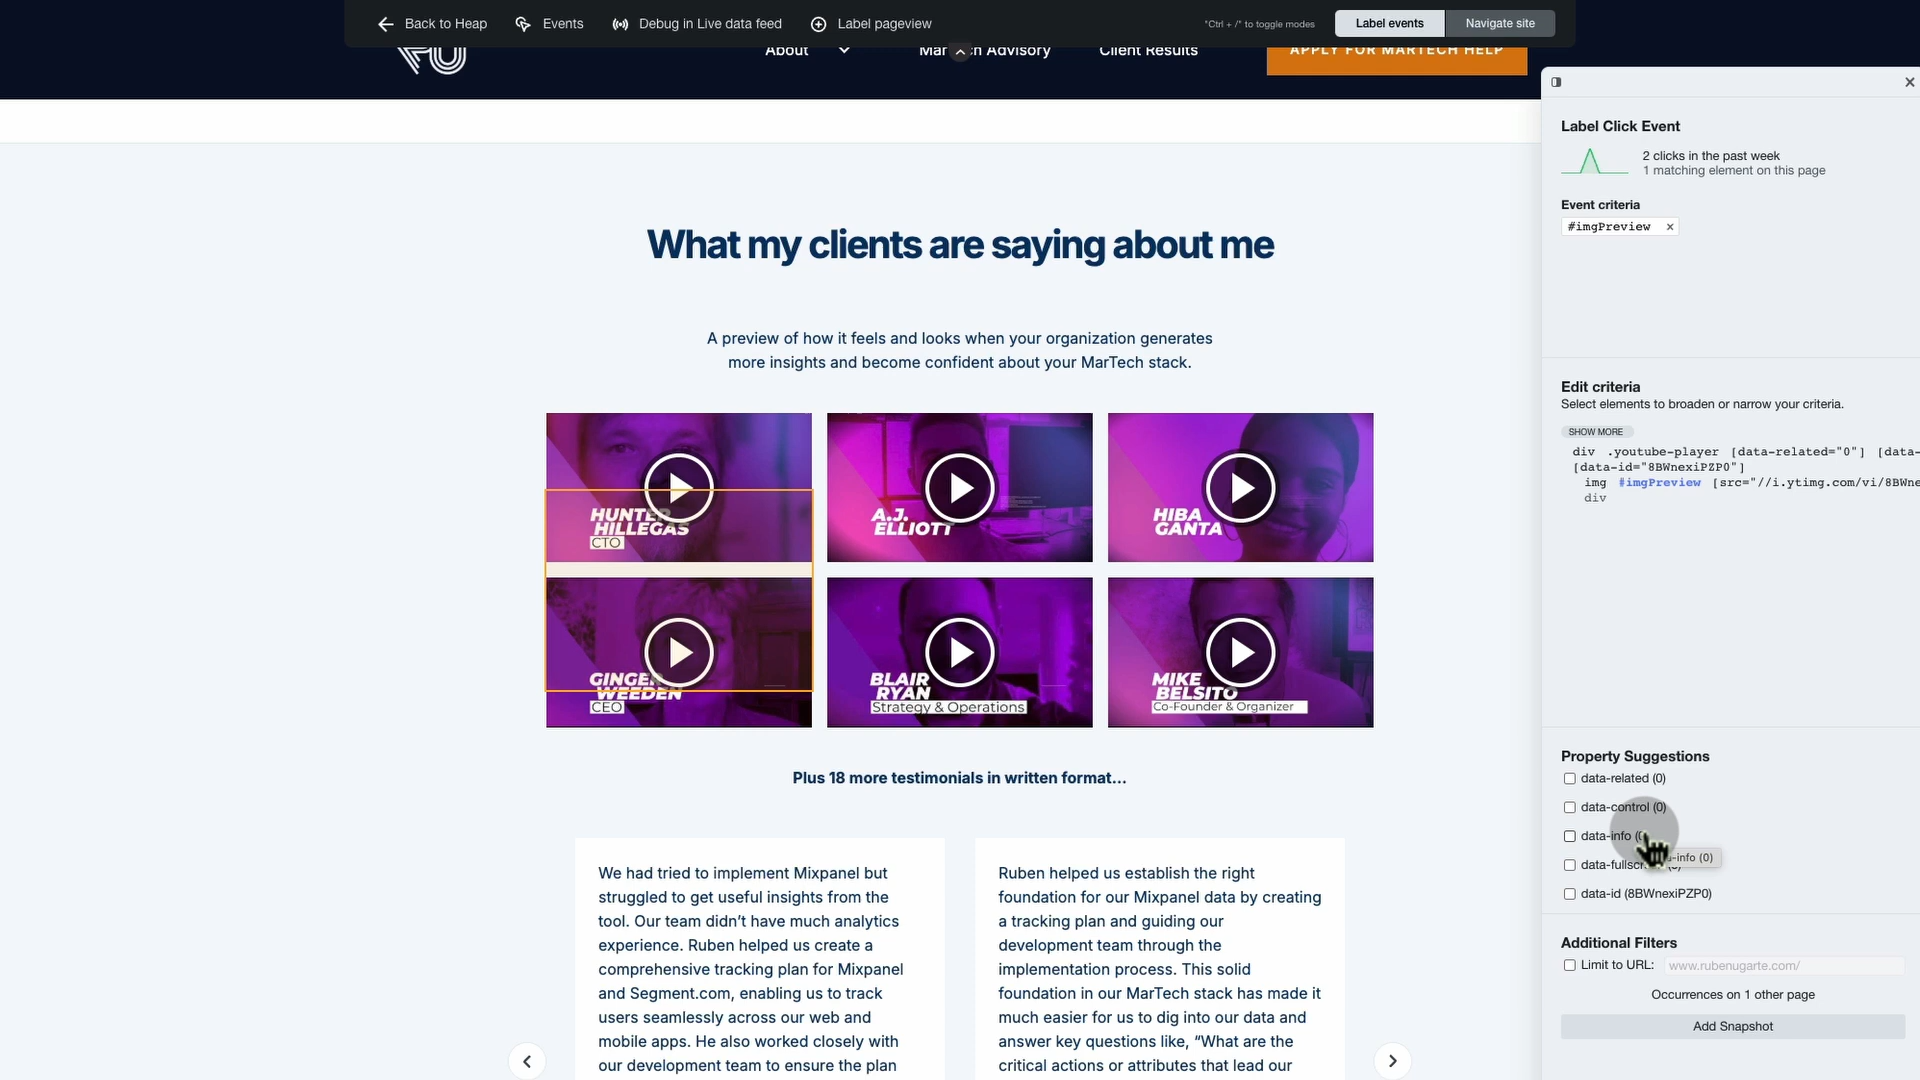 Back to Heap
Events
Debug in Live data feed
Label pageview
"Ctrl + /" to toggle modes
Label events
Navigate site
About
Client Results
APPLY FOR MARTECH HELP
Label Click Event
2 clicks in the past week
1 matching element on this page
Event criteria
#imgPreview ×
What my clients are saying about me
A preview of how it feels and looks when your organization generates
more insights and become confident about your MarTech stack.
Edit criteria
Select elements to broaden or narrow your criteria.
SHOW MORE
div .youtube-player [data-related="0"] [data-
[data-id="8BWnexiPZP0"]
img #imgPreview [src="//i.ytimg.com/vi/8BWne
div
HUNTER
HILLEGAS
CTO
A.J.
ELLIOTT
HIBA
GANTA
GINGER
WEEDEN
CEO
BLAIR
RYAN
Strategy & Operations
MIKE
BELSITO
Co-Founder & Organizer
Plus 18 more testimonials in written format...
Property Suggestions
data-related (0)
data-control (0)
data-info
data-id (8BWnexiPZP0)
We had tried to implement Mixpanel but
struggled to get useful insights from the
tool. Our team didn't have much analytics
experience. Ruben helped us create a
comprehensive tracking plan for Mixpanel
and Segment.com, enabling us to track
users seamlessly across our web and
mobile apps. He also worked closely with
our development team to ensure the plan
Ruben helped us establish the right
foundation for our Mixpanel data by creating
a tracking plan and guiding our
development team through the
implementation process. This solid
foundation in our MarTech stack has made it
much easier for us to dig into our data and
answer key questions like, "What are the
critical actions or attributes that lead our
Additional Filters
Limit to URL: www.rubenugarte.com/
Occurrences on 1 other page
Add Snapshot